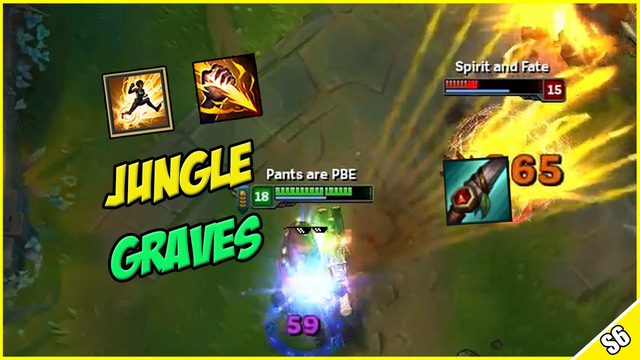 Spirit and Fate
15
JUNGLE
Pants are PBE
18
65
GRAVES
59
S6